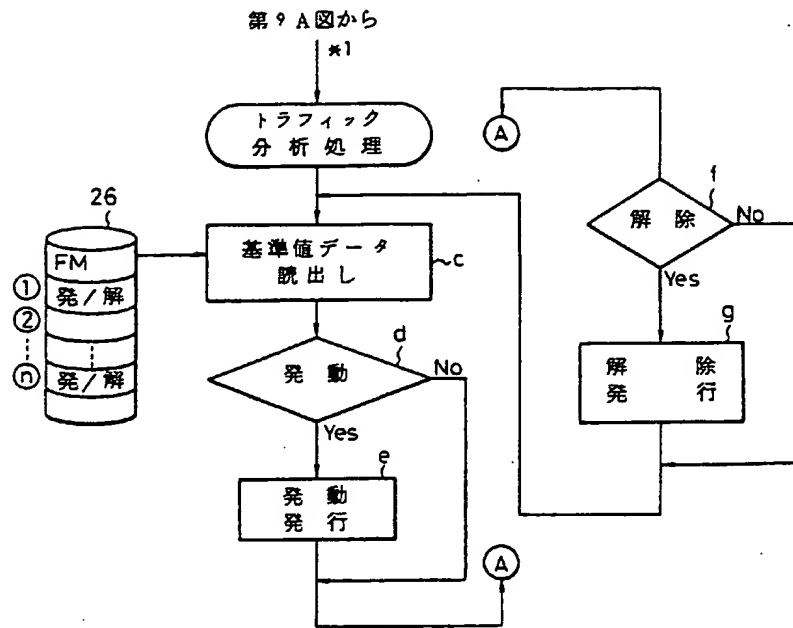 第9A図から
*1
トラフィック
分析処理
26
FM
① 発/解
②
ⓝ 発/解
基準値データ
読出し
c
d
発動
No
Yes
e
発動
発行
Ⓐ
Ⓐ
f
解除
No
Yes
g
解除
発行